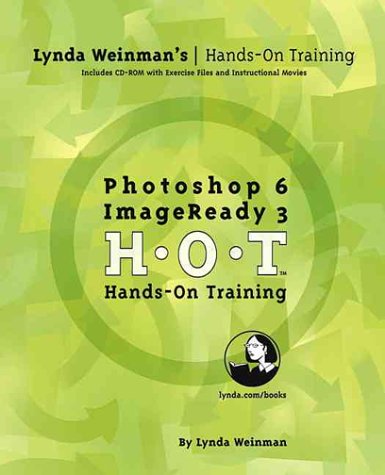 Lynda Weinman's | Hands-On Training
Includes CD-ROM with Exercise Files and Instructional Movies
Photoshop 6
ImageReady 3
H•O•T™
Hands-On Training
lynda.com/books
By Lynda Weinman